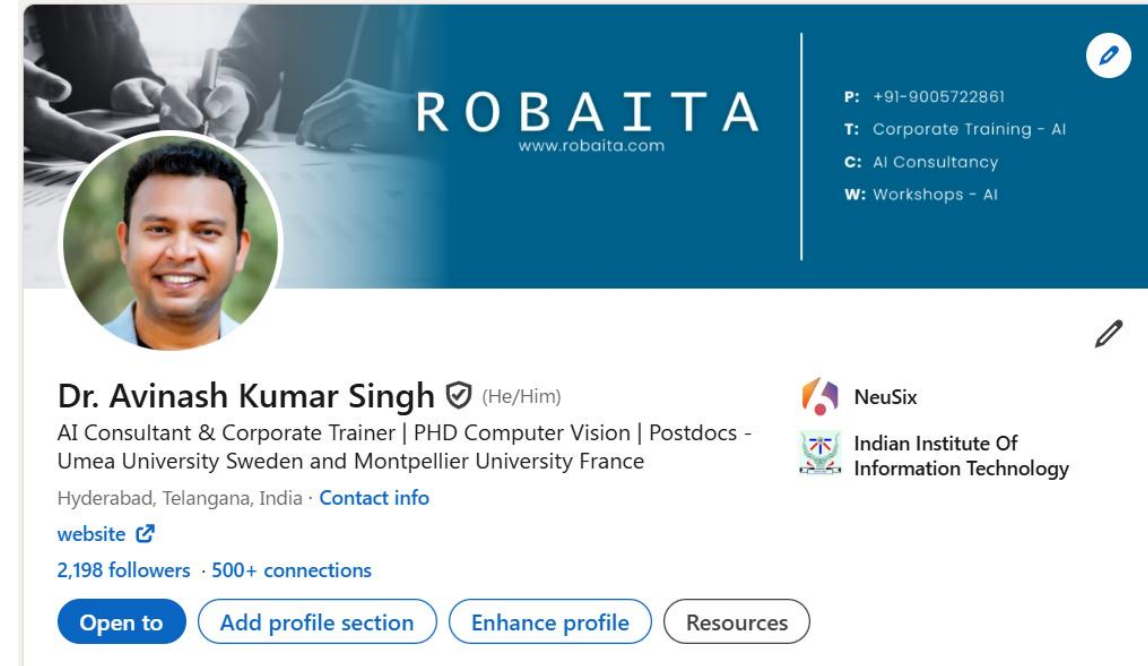 ROBAITA
www.robaita.com
P: +91-9005722861
T: Corporate Training - AI
C: AI Consultancy
W: Workshops - AI
Dr. Avinash Kumar Singh (He/Him)
AI Consultant & Corporate Trainer | PHD Computer Vision | Postdocs -
Umea University Sweden and Montpellier University France
Hyderabad, Telangana, India · Contact info
website
2,198 followers · 500+ connections
Open to
Add profile section
Enhance profile
Resources
NeuSix
Indian Institute Of
Information Technology